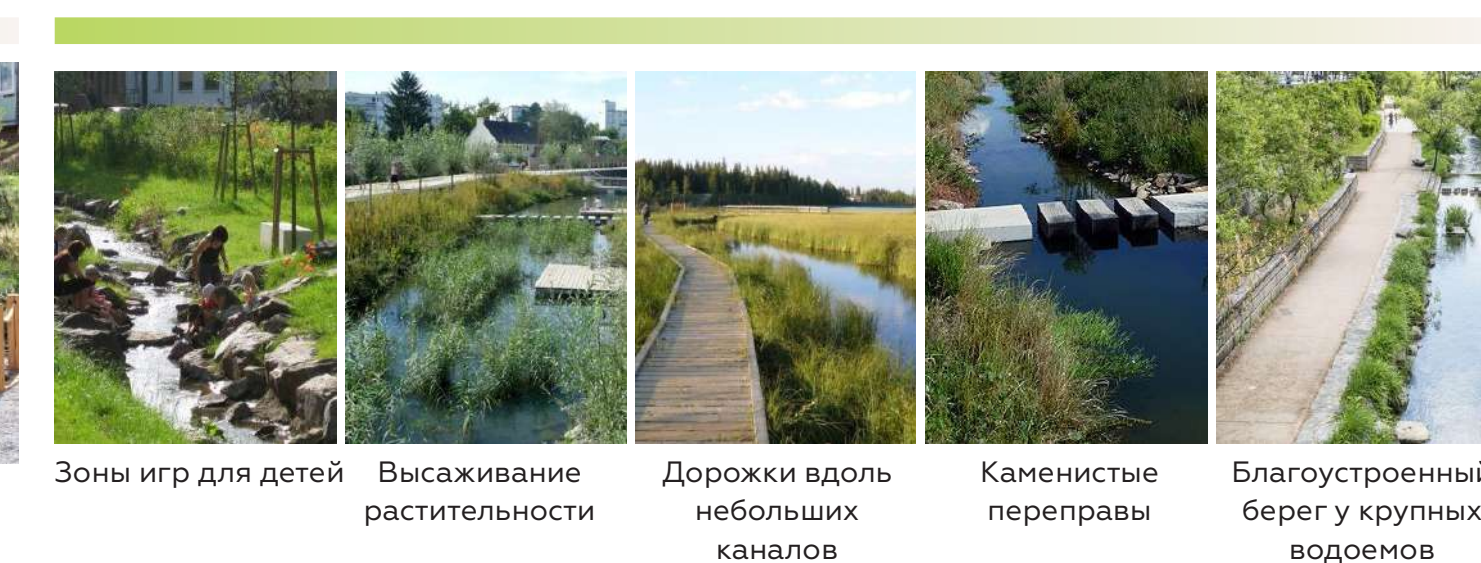 Зоны игр для детей
Высаживание
растительности
Дорожки вдоль
небольших
каналов
Каменистые
переправы
Благоустроенный
берег у крупных
водоемов